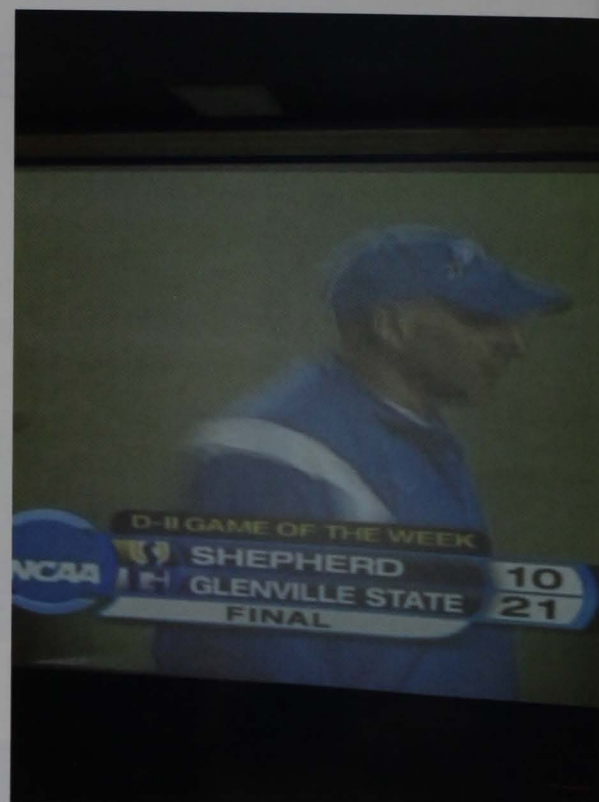 D-II GAME OF THE WEEK
NCAA
SHEPHERD 10
GLENVILLE STATE 21
FINAL